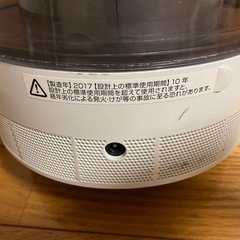 【製造年】2017【設計上の標準使用期間】10年
設計上の標準使用期間を超えて使用されますと、
経年劣化による発火・けが等の事故に至る恐れがあります。